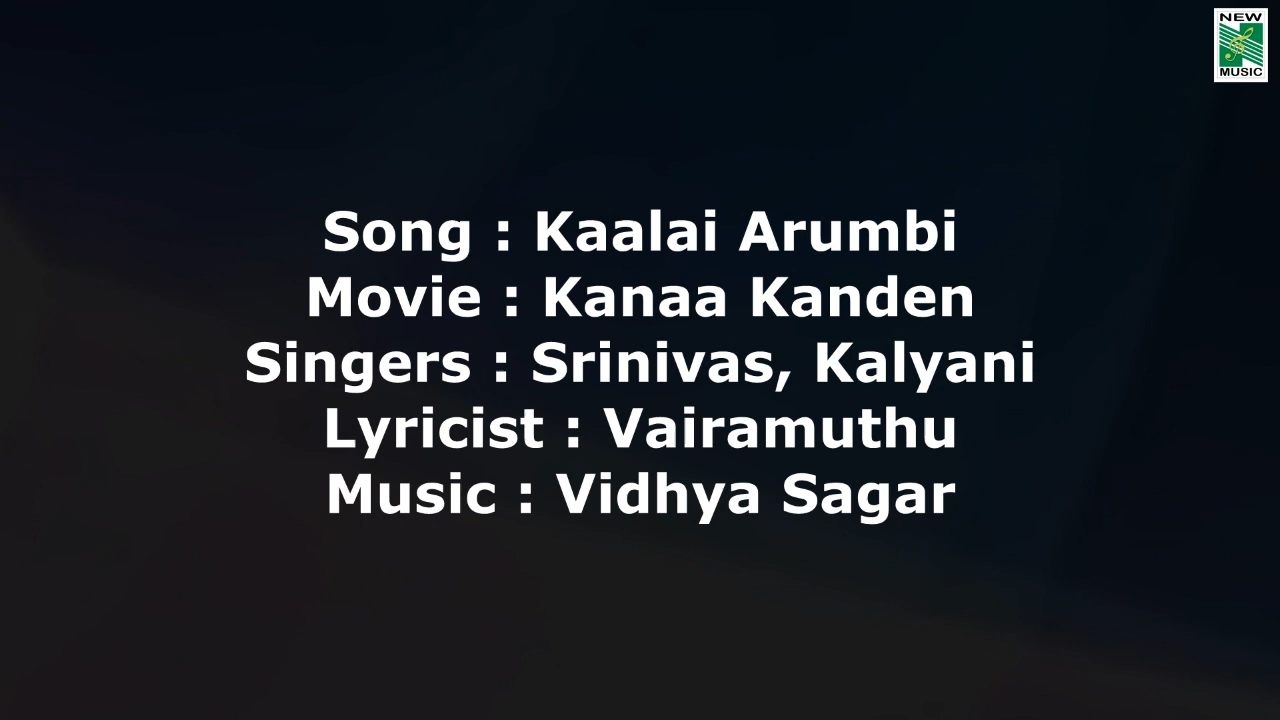 NEW
MUSIC
Song : Kaalai Arumbi
Movie : Kanaa Kanden
Singers : Srinivas, Kalyani
Lyricist : Vairamuthu
Music : Vidhya Sagar